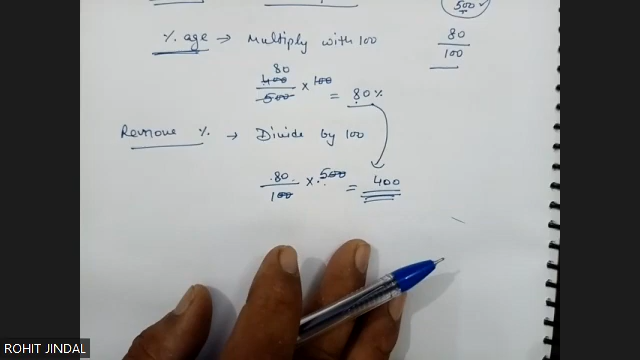 500 ✓
% age → Multiply with 100
80
100
80
400
500 × 100 = 80%
Remove % → Divide by 100
80
100 × 500 = 400
ROHIT JINDAL